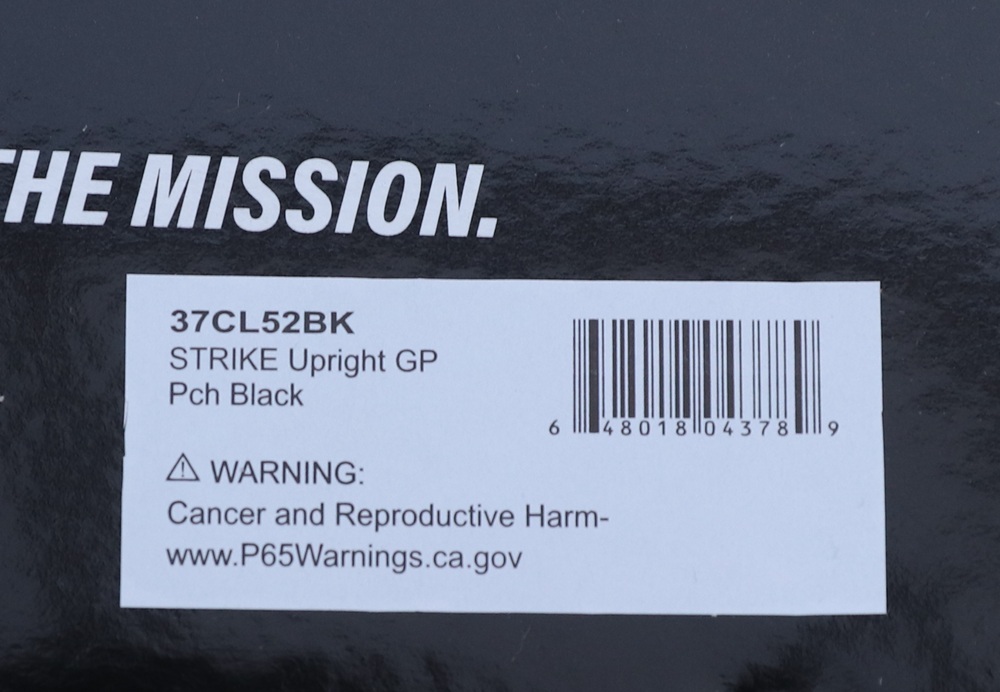 THE MISSION.
37CL52BK
STRIKE Upright GP
Pch Black
6 48018 04378 9
⚠ WARNING:
Cancer and Reproductive Harm-
www.P65Warnings.ca.gov